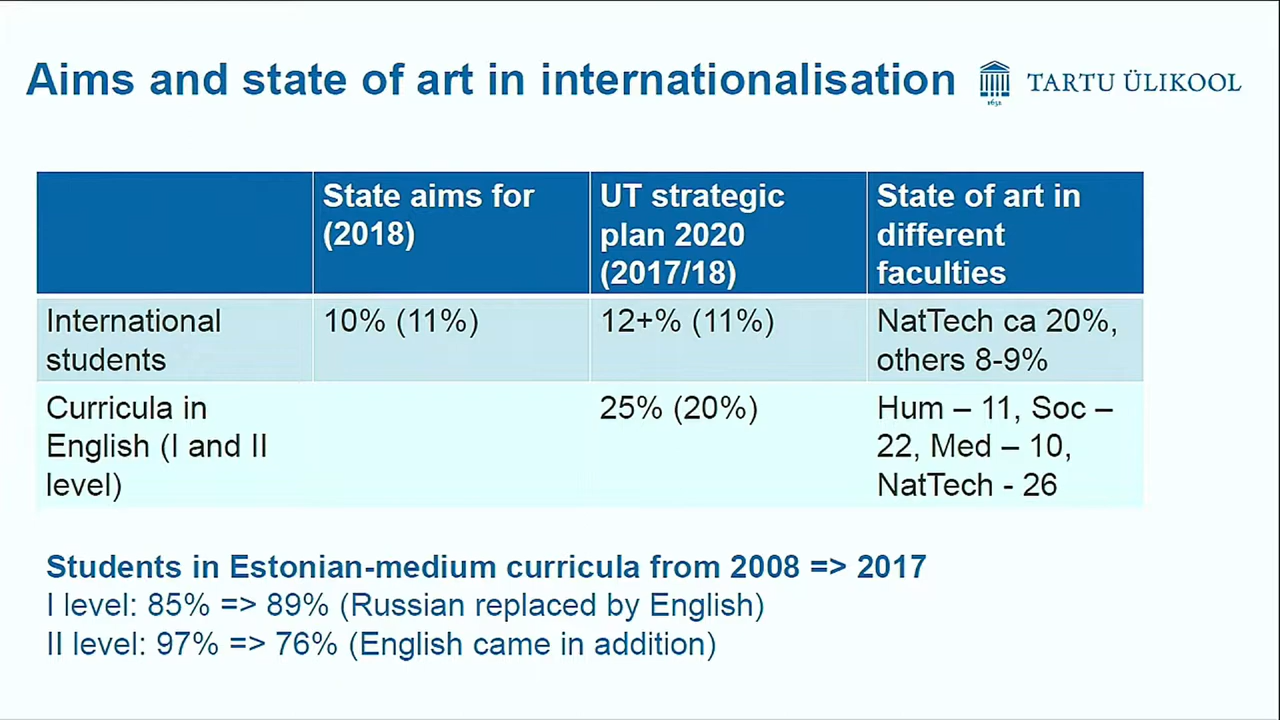 Aims and state of art in internationalisation
TARTU ÜLIKOOL
1632
State aims for
(2018)
UT strategic
plan 2020
(2017/18)
State of art in
different
faculties
International
students
10% (11%)
12+% (11%)
NatTech ca 20%,
others 8-9%
Curricula in
English (I and II
level)
25% (20%)
Hum – 11, Soc –
22, Med – 10,
NatTech - 26
Students in Estonian-medium curricula from 2008 => 2017
I level: 85% => 89% (Russian replaced by English)
II level: 97% => 76% (English came in addition)